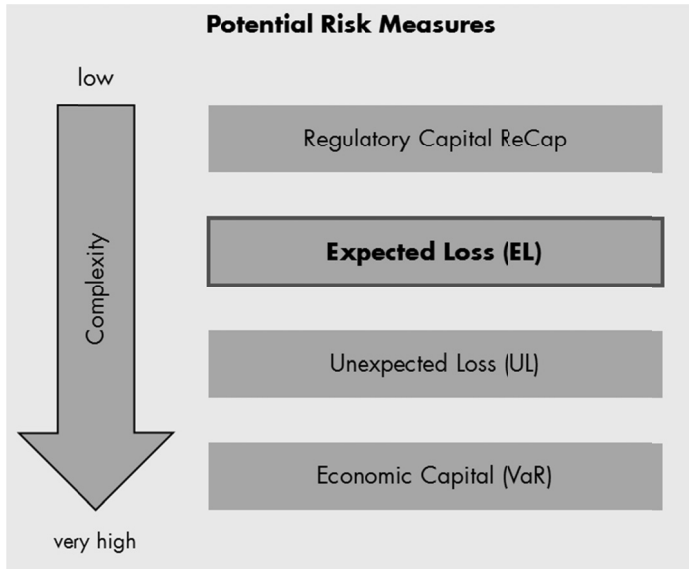 Potential Risk Measures
low
Regulatory Capital ReCap
Expected Loss (EL)
Complexity
Unexpected Loss (UL)
Economic Capital (VaR)
very high